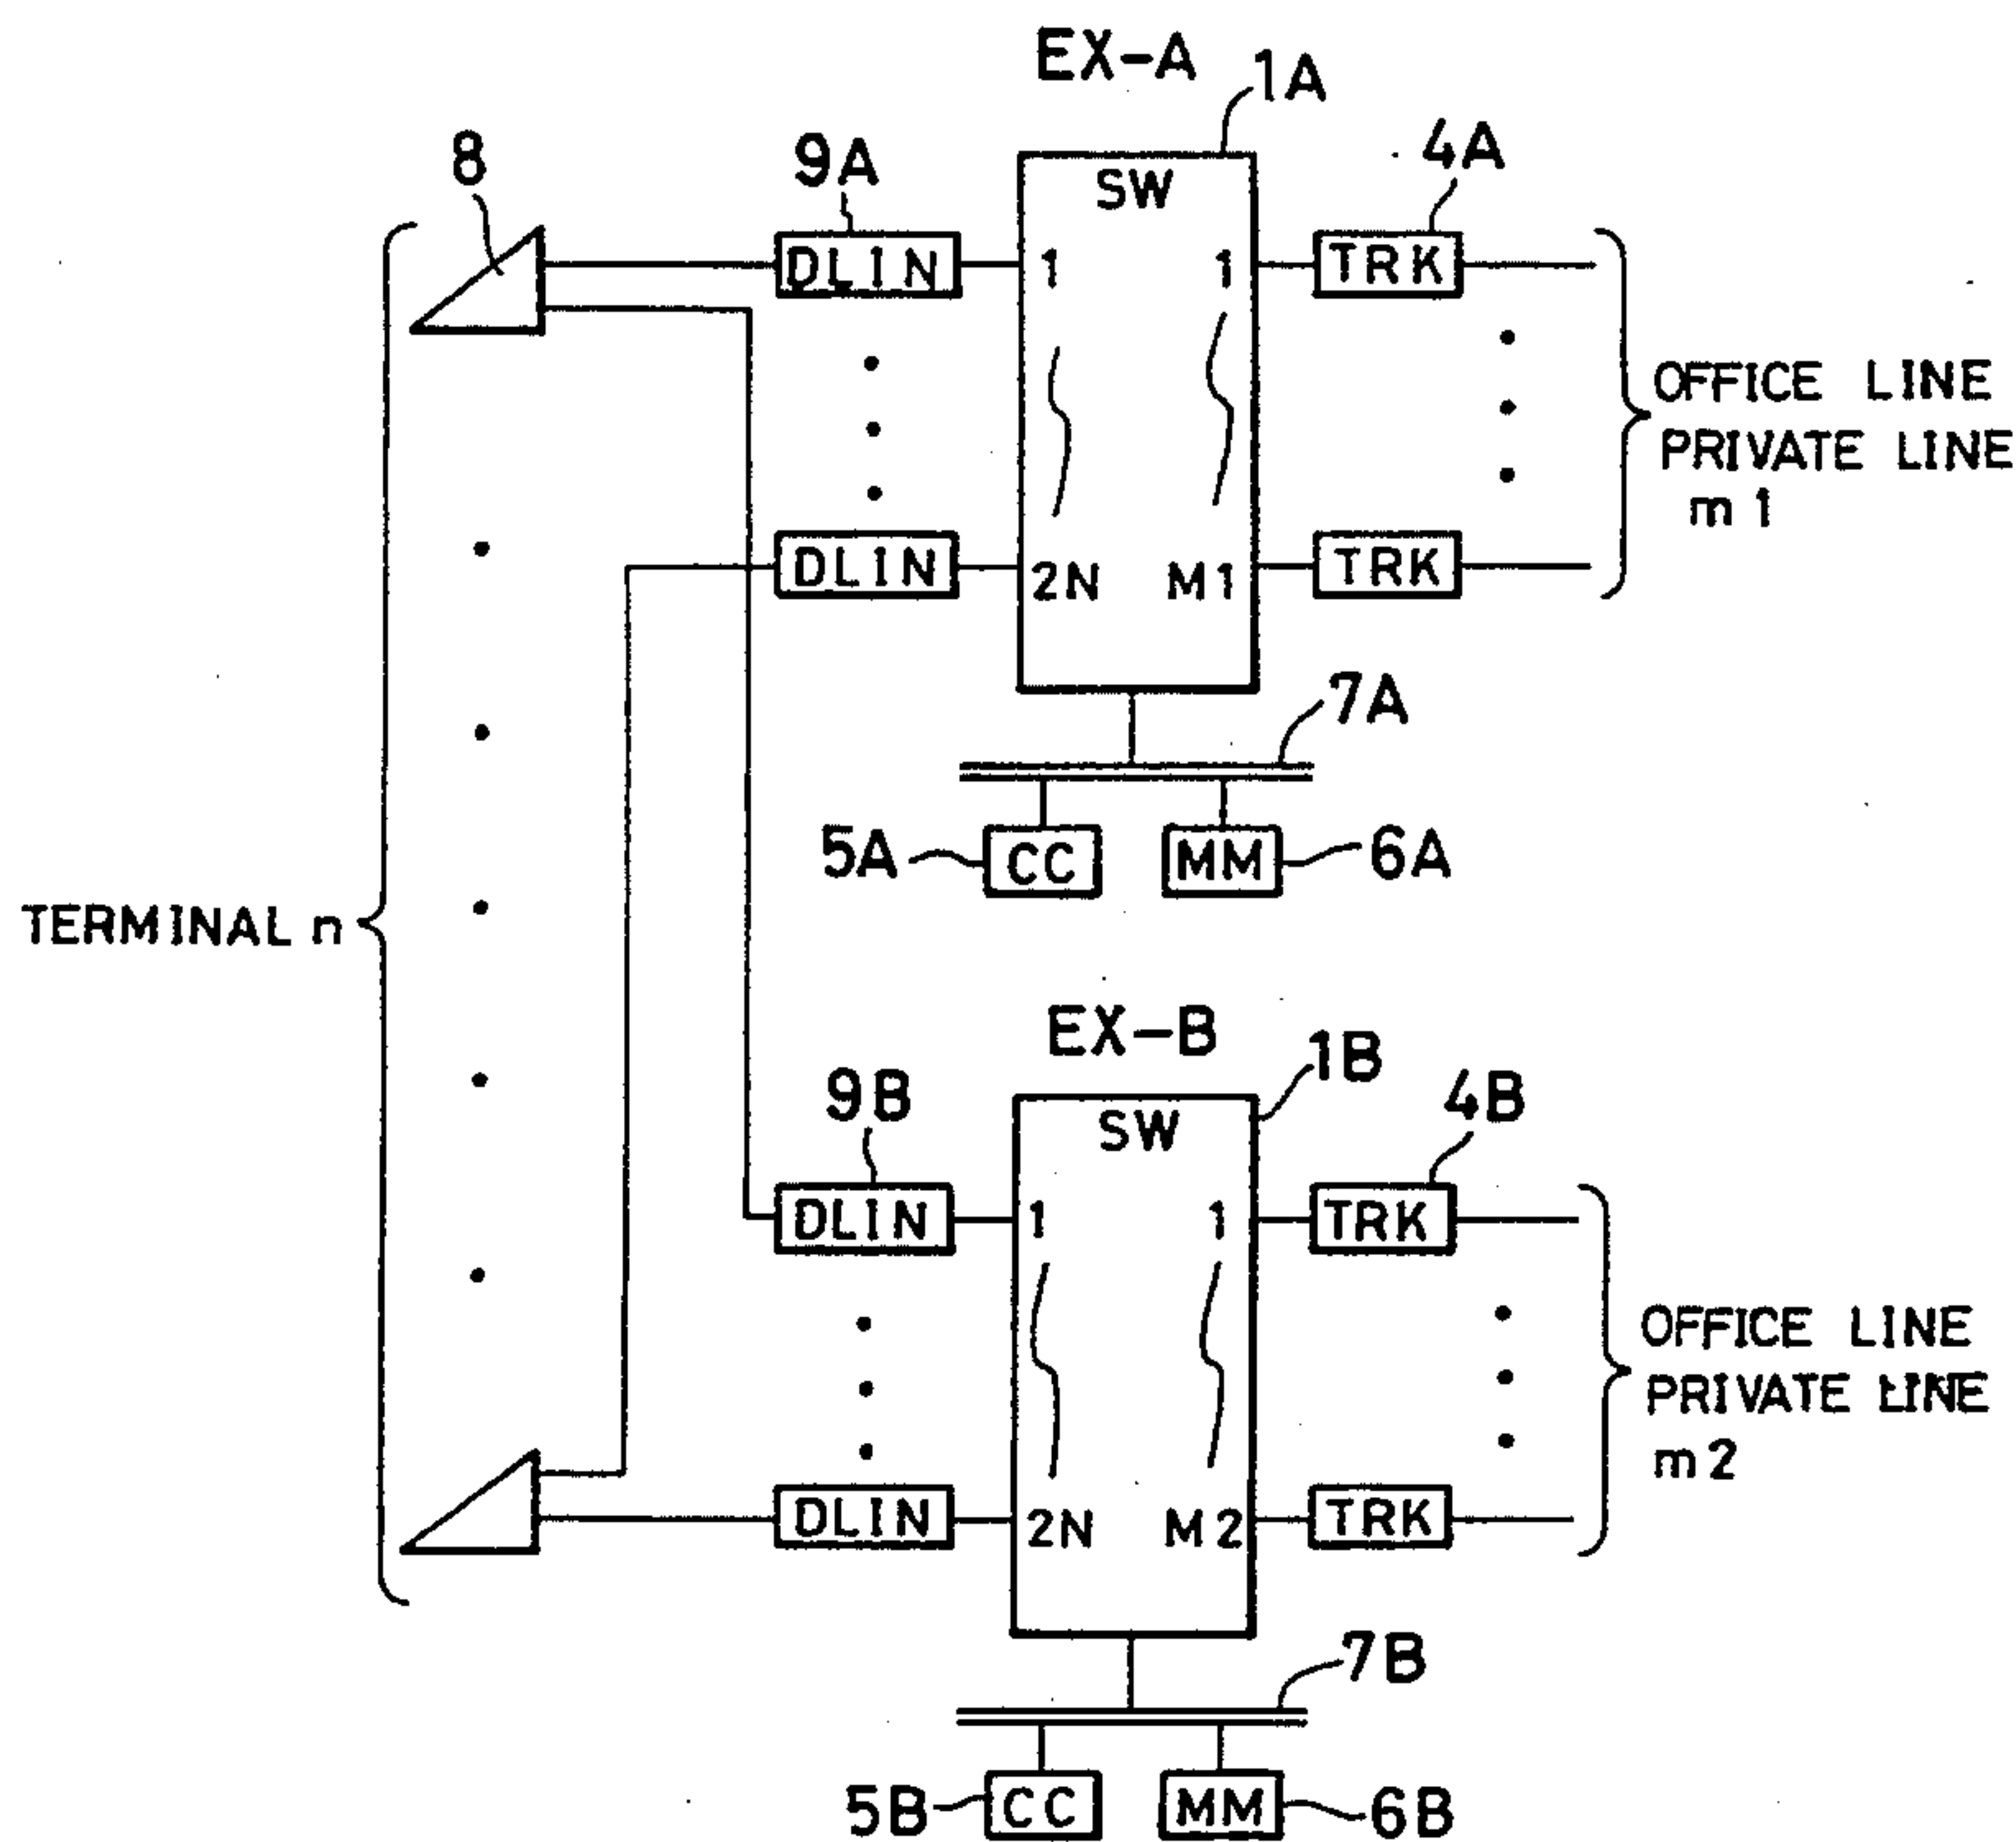 EX-A
1A
8
9A
4A
SW
DLIN
1
1
TRK
OFFICE LINE
PRIVATE LINE
m1
DLIN
2N
M1
TRK
7A
5A
CC
MM
6A
TERMINAL n
EX-B
1B
9B
4B
SW
DLIN
1
1
TRK
OFFICE LINE
PRIVATE LINE
m2
DLIN
2N
M2
TRK
7B
5B
CC
MM
6B